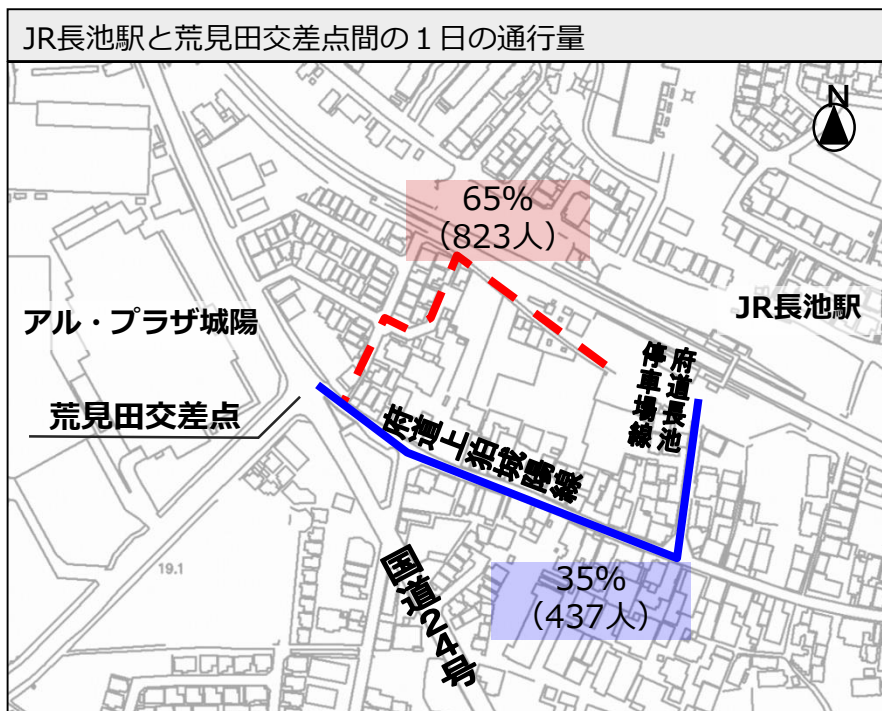 JR長池駅と荒見田交差点間の１日の通行量
N
65%
（823人）
アル・プラザ城陽
JR長池駅
府道長池
停車場線
荒見田交差点
府道上狛城陽線
19.1
国道24号
35%
（437人）